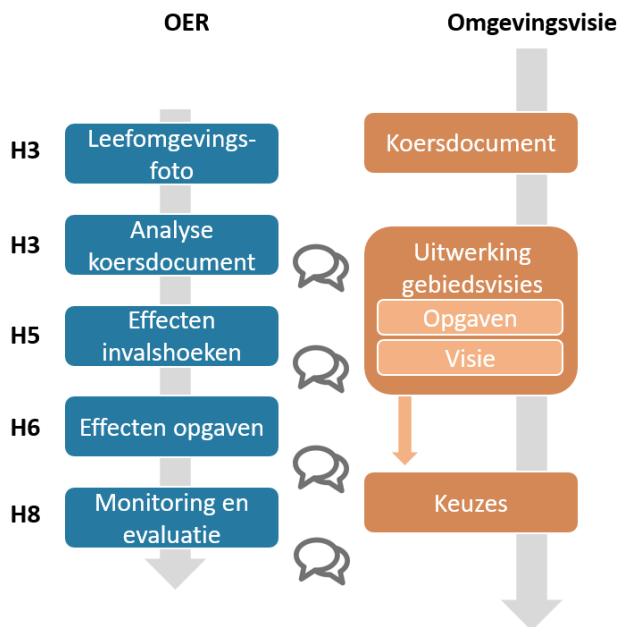 OER
Omgevingsvisie
H3
Leefomgevings-
foto
Koersdocument
H3
Analyse
koersdocument
Uitwerking
gebiedsvisies
Opgaven
Visie
H5
Effecten
invalshoeken
H6
Effecten opgaven
H8
Monitoring en
evaluatie
Keuzes